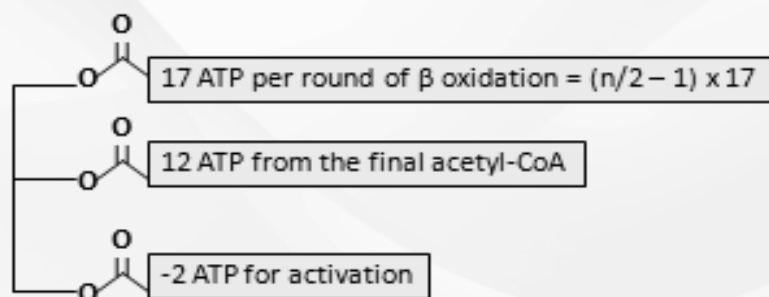 O
O 17 ATP per round of β oxidation = (n/2 – 1) x 17
O
O 12 ATP from the final acetyl-CoA
O
O -2 ATP for activation